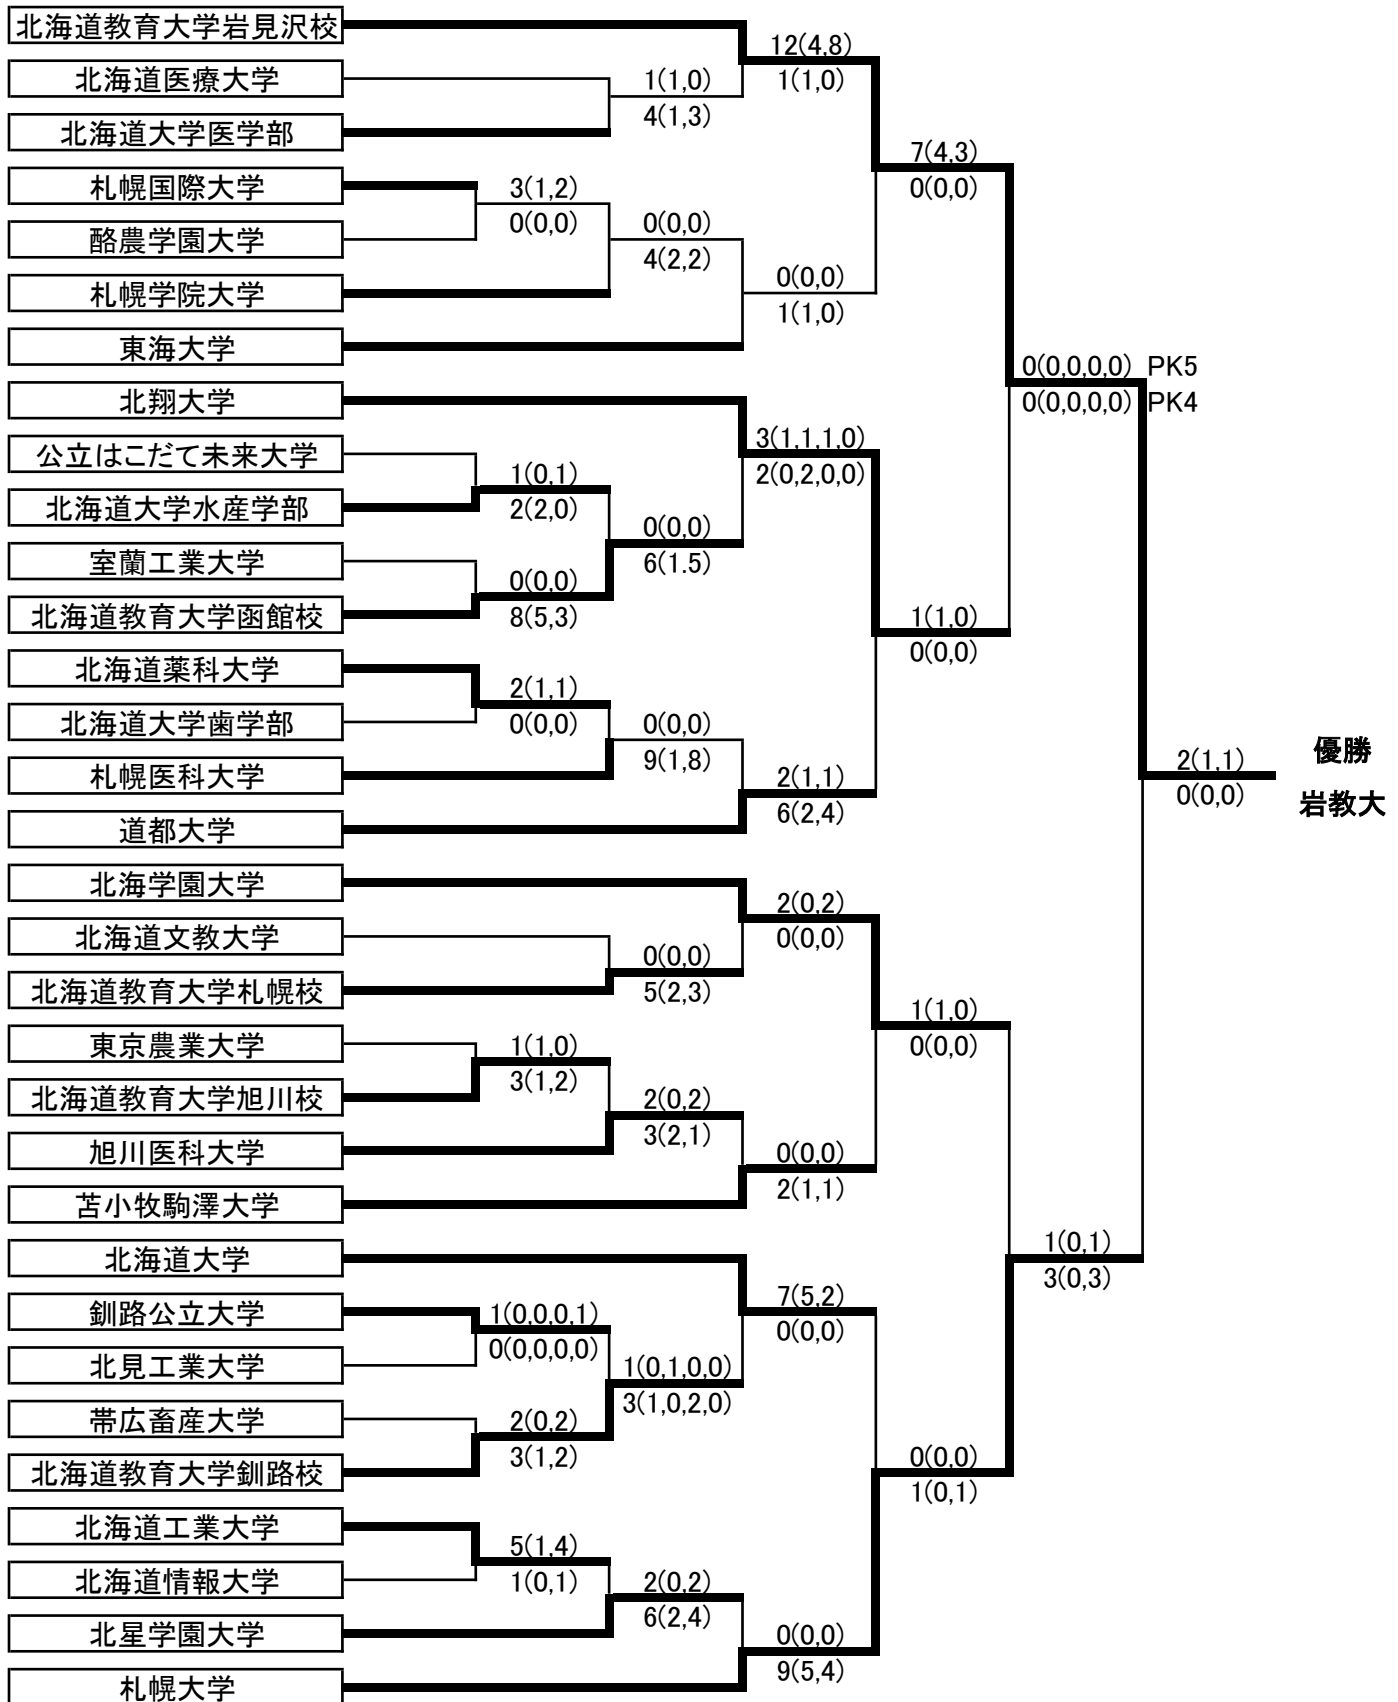 北海道教育大学岩見沢校
12(4,8)
北海道医療大学
1(1,0)
1(1,0)
4(1,3)
北海道大学医学部
7(4,3)
札幌国際大学
3(1,2)
0(0,0)
0(0,0)
0(0,0)
酪農学園大学
4(2,2)
0(0,0)
札幌学院大学
1(1,0)
東海大学
0(0,0,0,0) PK5
0(0,0,0,0) PK4
北翔大学
3(1,1,1,0)
公立はこだて未来大学
1(0,1)
2(0,2,0,0)
北海道大学水産学部
2(2,0)
0(0,0)
室蘭工業大学
6(1.5)
0(0,0)
北海道教育大学函館校
8(5,3)
1(1,0)
0(0,0)
北海道薬科大学
2(1,1)
北海道大学歯学部
0(0,0)
0(0,0)
9(1,8)
札幌医科大学
2(1,1)
6(2,4)
2(1,1)
0(0,0)
優勝
岩教大
道都大学
北海学園大学
2(0,2)
北海道文教大学
0(0,0)
0(0,0)
5(2,3)
北海道教育大学札幌校
1(1,0)
東京農業大学
1(1,0)
0(0,0)
3(1,2)
北海道教育大学旭川校
2(0,2)
3(2,1)
旭川医科大学
0(0,0)
2(1,1)
苫小牧駒澤大学
1(0,1)
北海道大学
3(0,3)
7(5,2)
釧路公立大学
1(0,0,0,1)
0(0,0)
0(0,0,0,0)
北見工業大学
1(0,1,0,0)
3(1,0,2,0)
帯広畜産大学
2(0,2)
3(1,2)
0(0,0)
北海道教育大学釧路校
1(0,1)
北海道工業大学
5(1,4)
北海道情報大学
1(0,1)
2(0,2)
6(2,4)
北星学園大学
0(0,0)
9(5,4)
札幌大学